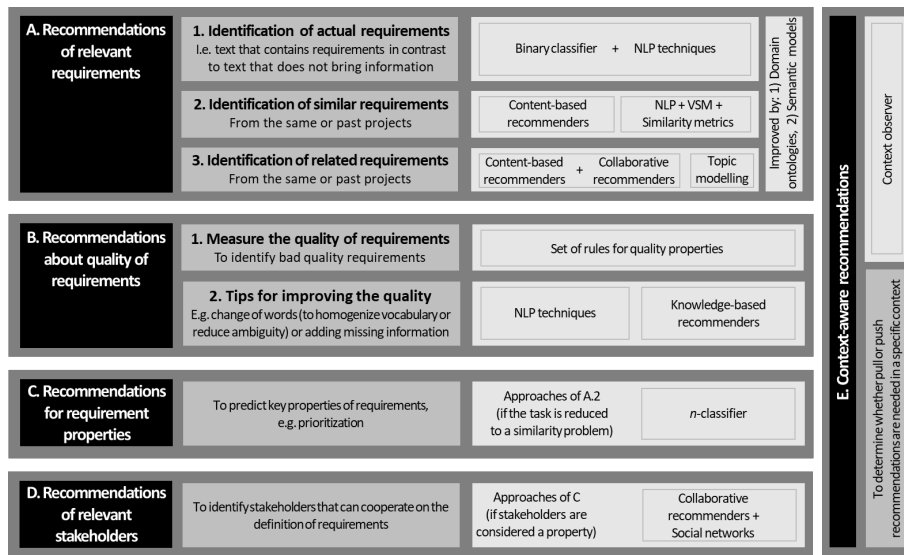 A. Recommendations
of relevant
requirements
1. Identification of actual requirements
I.e. text that contains requirements in contrast
to text that does not bring information
Binary classifier + NLP techniques
2. Identification of similar requirements
From the same or past projects
Content-based
recommenders
NLP + VSM +
Similarity metrics
3. Identification of related requirements
From the same or past projects
Content-based
recommenders
+
Collaborative
recommenders
Topic
modelling
Improved by: 1) Domain
ontologies, 2) Semantic models
B. Recommendations
about quality of
requirements
1. Measure the quality of requirements
To identify bad quality requirements
Set of rules for quality properties
2. Tips for improving the quality
E.g. change of words (to homogenize vocabulary or
reduce ambiguity) or adding missing information
NLP techniques
Knowledge-based
recommenders
C. Recommendations
for requirement
properties
To predict key properties of requirements,
e.g. prioritization
Approaches of A.2
(if the task is reduced
to a similarity problem)
n-classifier
D. Recommendations
of relevant
stakeholders
To identify stakeholders that can cooperate on the
definition of requirements
Approaches of C
(if stakeholders are
considered a property)
Collaborative
recommenders +
Social networks
E. Context-aware recommendations
Context observer
To determine whether pull or push
recommendations are needed in a specific context